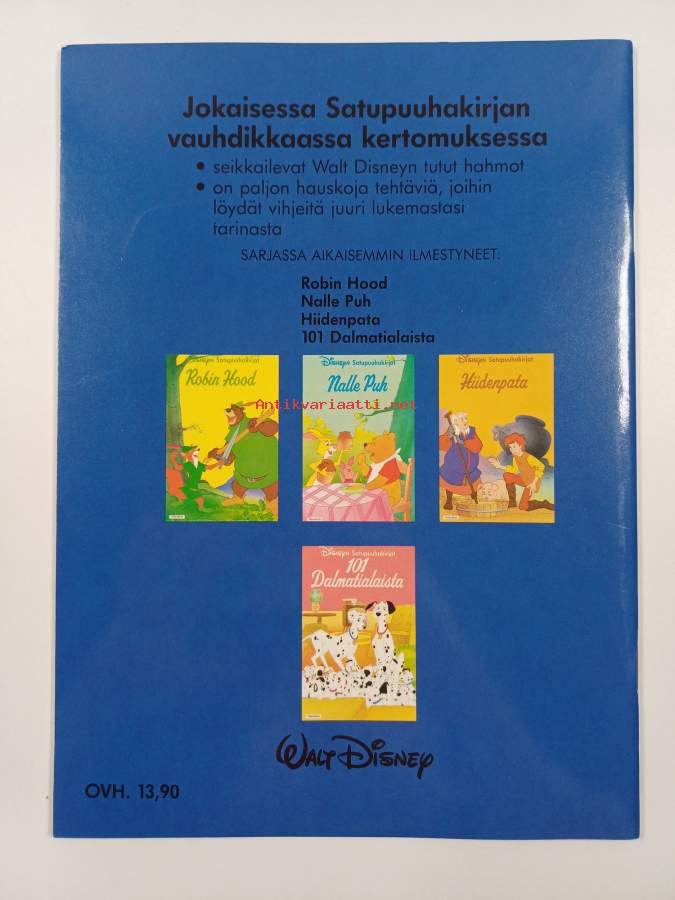 Jokaisessa Satupuuhakirjan
vauhdikkaassa kertomuksessa
• seikkailevat Walt Disneyn tutut hahmot
• on paljon hauskoja tehtäviä, joihin
löydät vihjeitä juuri lukemastasi
tarinasta
SARJASSA AIKAISEMMIN ILMESTYNEET:
Robin Hood
Nalle Puh
Hiidenpata
101 Dalmatialaista
Disneyn Satupuuhakirjat
Robin Hood
Disneyn Satupuuhakirjat
Nalle Puh
Disneyn Satupuuhakirjat
Hiidenpata
Antikvariaatti.net
Disneyn Satupuuhakirjat
101
Dalmatialaista
Walt Disney
OVH. 13,90